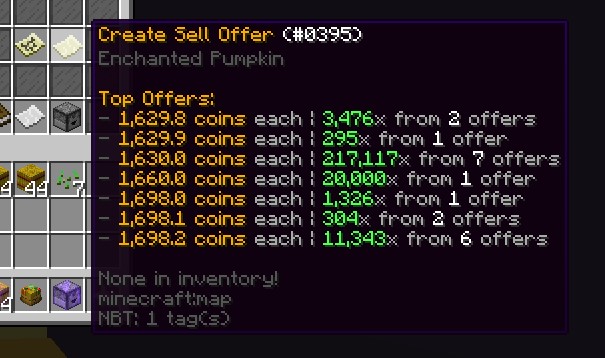 Create Sell Offer (#0395)
Enchanted Pumpkin
Top Offers:
- 1,629.8 coins each | 3,476x from 2 offers
- 1,629.9 coins each | 295x from 1 offer
- 1,630.0 coins each | 217,117x from 7 offers
- 1,660.0 coins each | 20,000x from 1 offer
- 1,698.0 coins each | 1,326x from 1 offer
- 1,698.1 coins each | 304x from 2 offers
- 1,698.2 coins each | 11,343x from 6 offers
44 7
None in inventory!
minecraft:map
NBT: 1 tag(s)